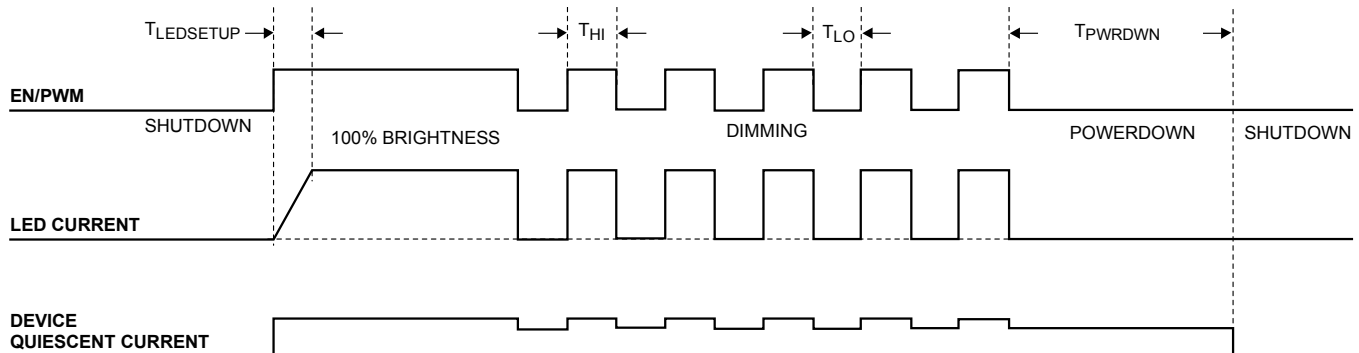 TLEDSETUP
THI
TLO
TPWRDWN
EN/PWM
SHUTDOWN
100% BRIGHTNESS
DIMMING
POWERDOWN
SHUTDOWN
LED CURRENT
DEVICE
QUIESCENT CURRENT